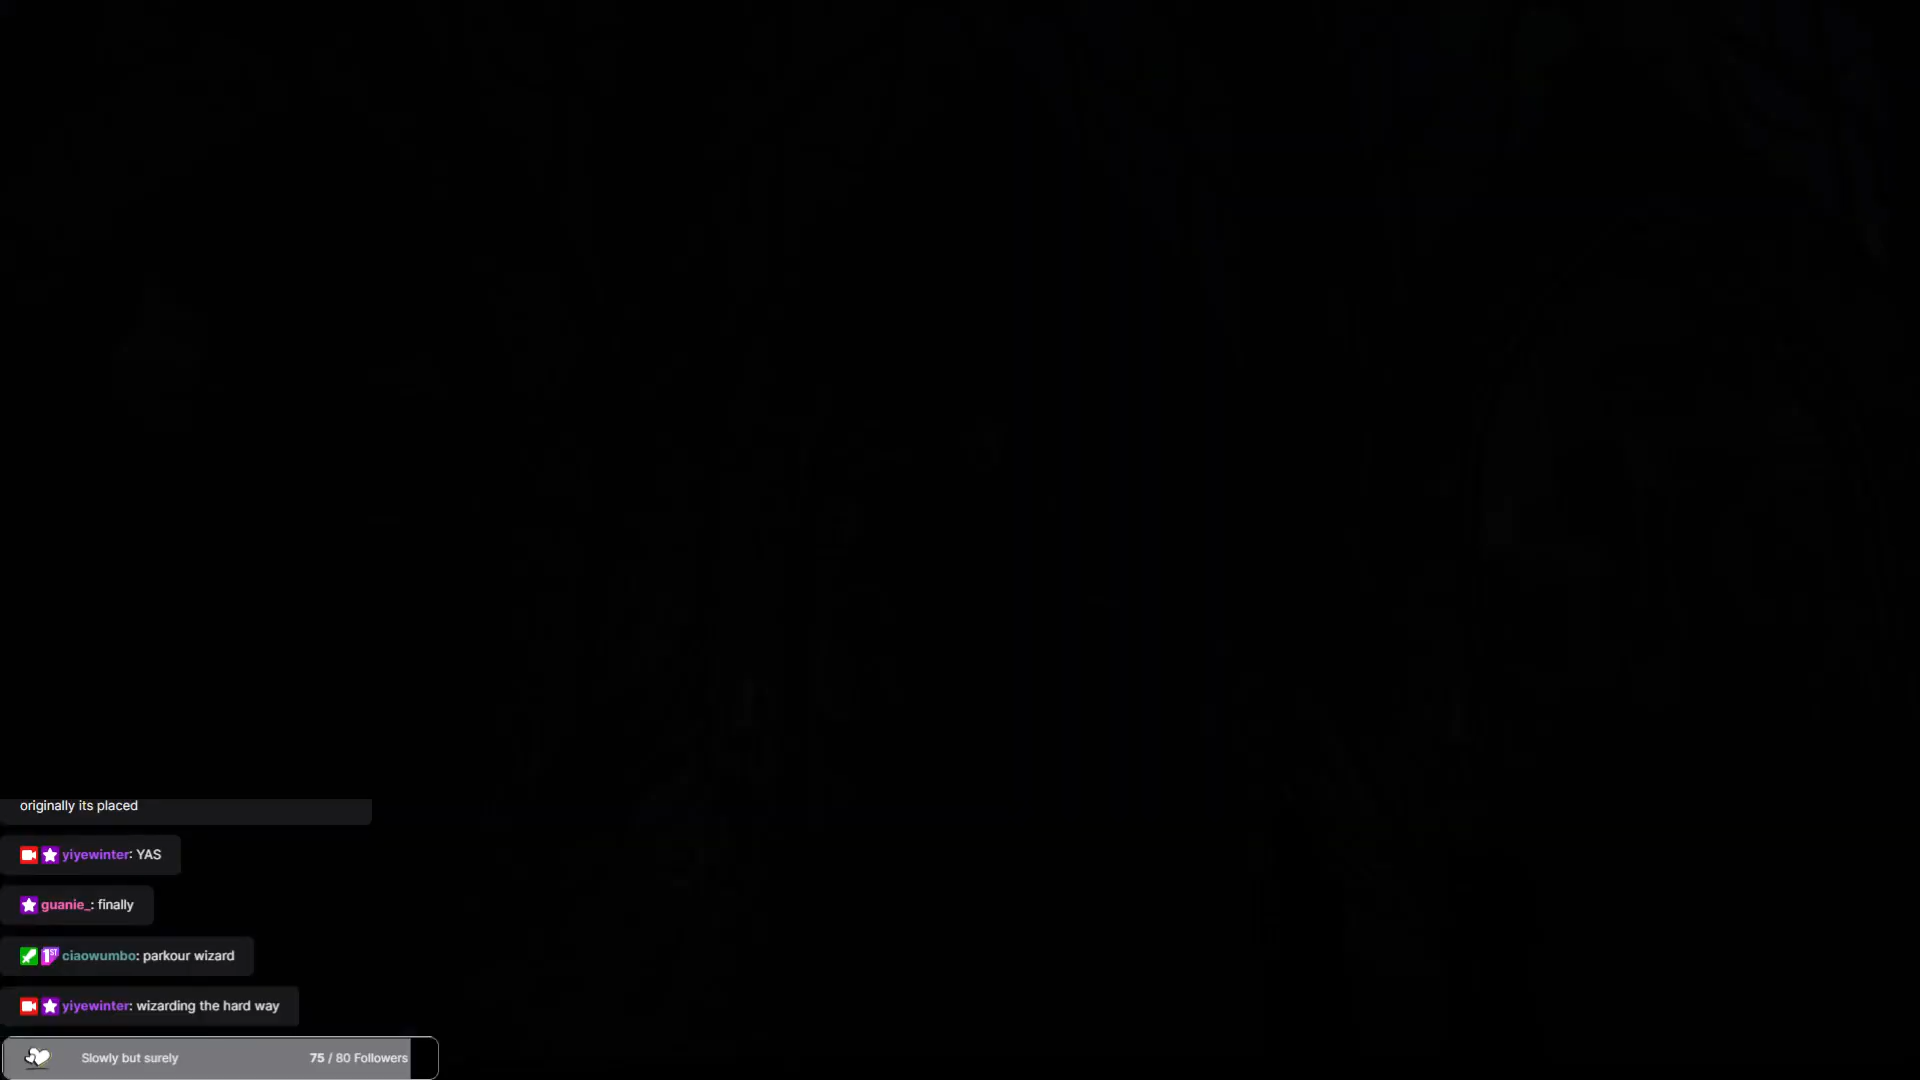 originally its placed
yiyewinter: YAS
guanie_: finally
1ST ciaowumbo: parkour wizard
yiyewinter: wizarding the hard way
Slowly but surely 75 / 80 Followers